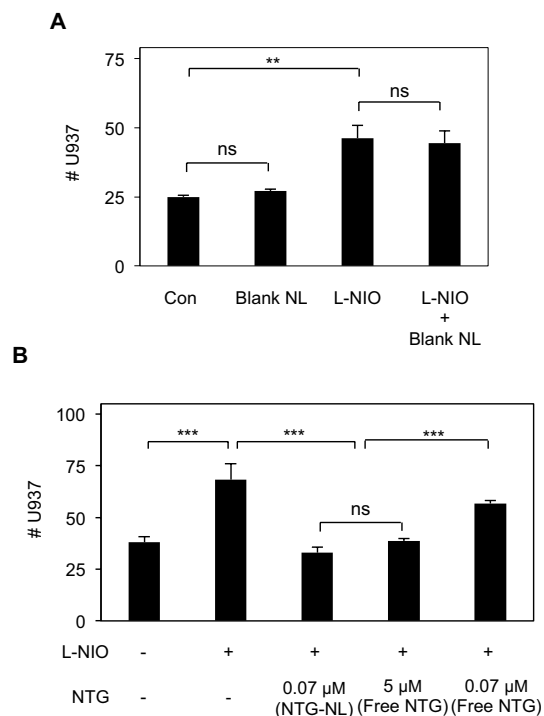 A
# U937
75
50
25
0
**
ns
ns
Con Blank NL L-NIO L-NIO
+
Blank NL
B
# U937
100
75
50
25
0
*** *** ***
ns
L-NIO - + + + +
NTG - - 0.07 µM (NTG-NL) 5 µM (Free NTG) 0.07 µM (Free NTG)